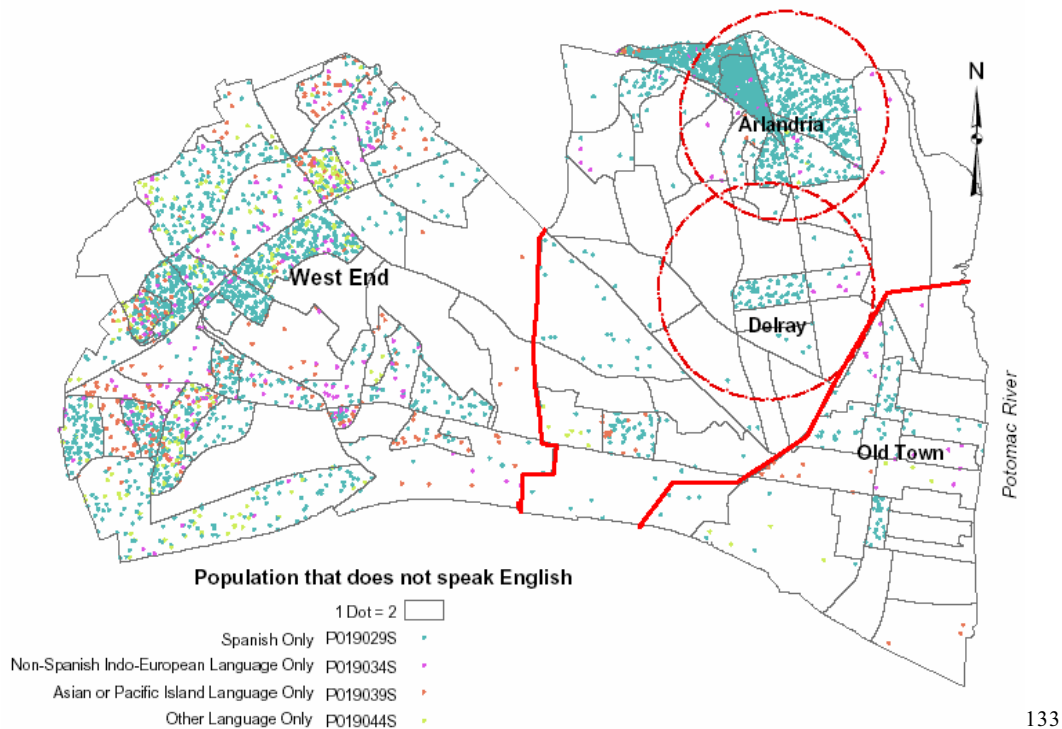 N
Arlandria
West End
Delray
Old Town
Potomac River
Population that does not speak English
1 Dot = 2
Spanish Only P019029S
Non-Spanish Indo-European Language Only P019034S
Asian or Pacific Island Language Only P019039S
Other Language Only P019044S
133